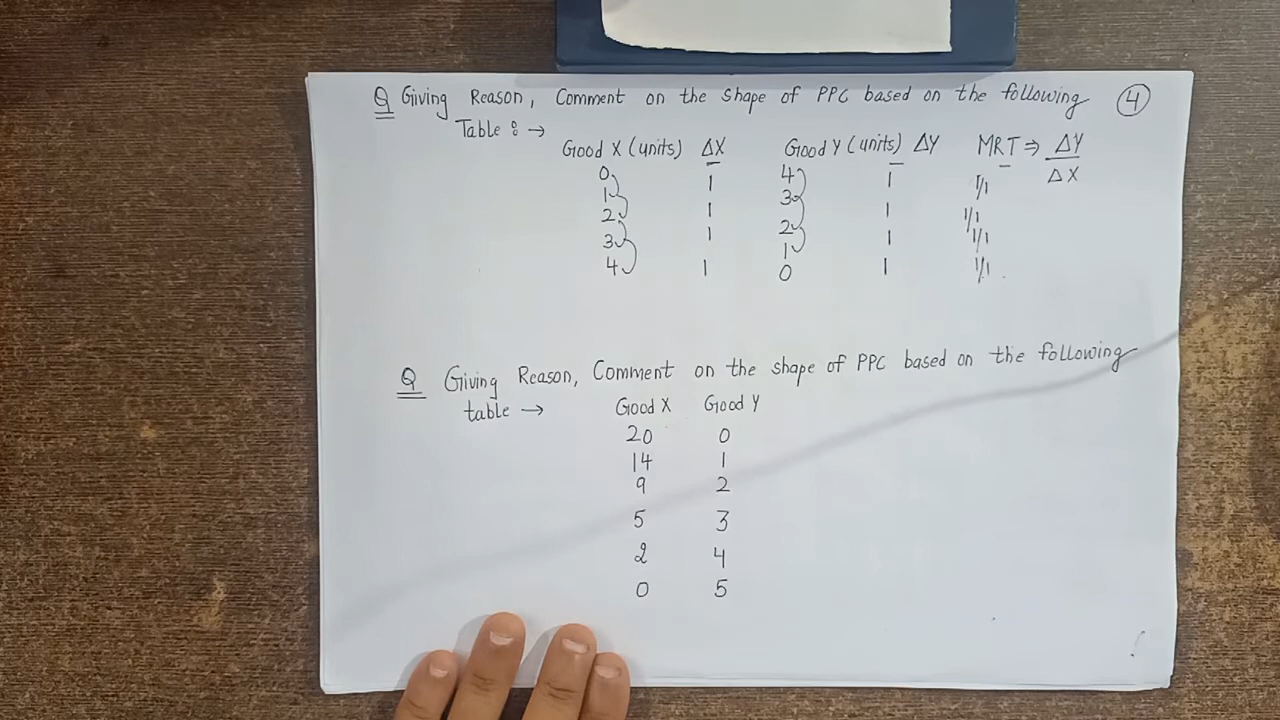 Q Giving Reason, Comment on the shape of PPC based on the following (4)
Table :→
Good X (units) ΔX Good Y (units) ΔY MRT ⇒ ΔY/ΔX
0 1 4 1 1/1
1 1 3 1 1/1
2 1 2 1 1/1
3 1
4 1 0 1 1/1
Q Giving Reason, Comment on the shape of PPC based on the following
table →
Good X Good Y
20 0
14 1
9 2
5 3
2 4
0 5